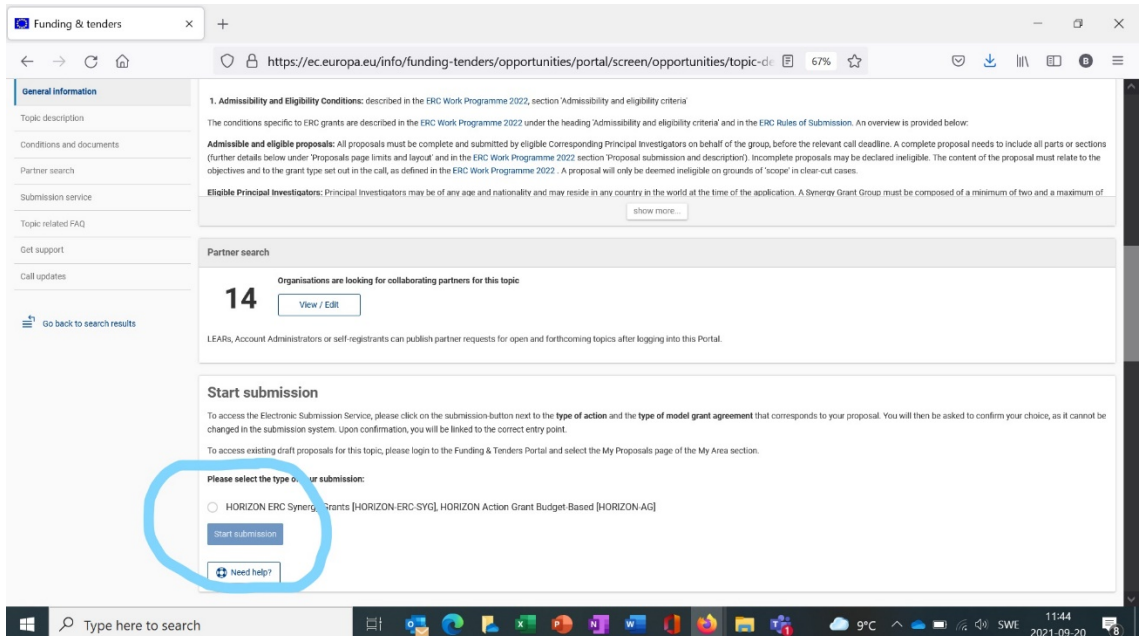 Funding & tenders
https://ec.europa.eu/info/funding-tenders/opportunities/portal/screen/opportunities/topic-de
67%
B
General information
Topic description
Conditions and documents
Partner search
Submission service
Topic related FAQ
Get support
Call updates
Go back to search results
1. Admissibility and Eligibility Conditions: described in the ERC Work Programme 2022, section 'Admissibility and eligibility criteria'
The conditions specific to ERC grants are described in the ERC Work Programme 2022 under the heading 'Admissibility and eligibility criteria' and in the ERC Rules of Submission. An overview is provided below:
Admissible and eligible proposals: All proposals must be complete and submitted by eligible Corresponding Principal Investigators on behalf of the group, before the relevant call deadline. A complete proposal needs to include all parts or sections
(further details below under 'Proposals page limits and layout' and in the ERC Work Programme 2022 section 'Proposal submission and description'). Incomplete proposals may be declared ineligible. The content of the proposal must relate to the
objectives and to the grant type set out in the call, as defined in the ERC Work Programme 2022 . A proposal will only be deemed ineligible on grounds of 'scope' in clear-cut cases.
Eligible Principal Investigators: Principal Investigators may be of any age and nationality and may reside in any country in the world at the time of the application. A Synergy Grant Group must be composed of a minimum of two and a maximum of
show more...
Partner search
14
Organisations are looking for collaborating partners for this topic
View / Edit
LEARs, Account Administrators or self-registrants can publish partner requests for open and forthcoming topics after logging into this Portal.
Start submission
To access the Electronic Submission Service, please click on the submission-button next to the type of action and the type of model grant agreement that corresponds to your proposal. You will then be asked to confirm your choice, as it cannot be
changed in the submission system. Upon confirmation, you will be linked to the correct entry point.
To access existing draft proposals for this topic, please login to the Funding & Tenders Portal and select the My Proposals page of the My Area section.
Please select the type of your submission:
HORIZON ERC Synergy Grants [HORIZON-ERC-SYG], HORIZON Action Grant Budget-Based [HORIZON-AG]
Start submission
Need help?
Type here to search
9°C
SWE
11:44
2021-09-20
8